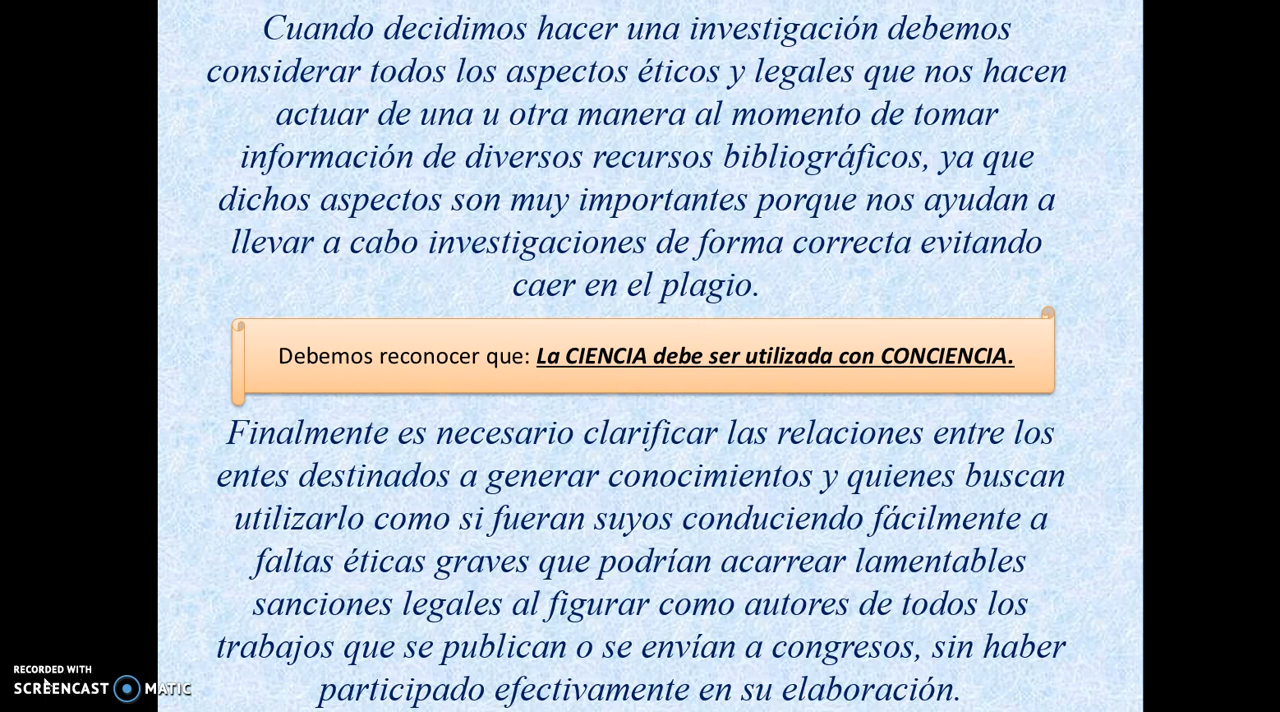 Cuando decidimos hacer una investigación debemos
considerar todos los aspectos éticos y legales que nos hacen
actuar de una u otra manera al momento de tomar
información de diversos recursos bibliográficos, ya que
dichos aspectos son muy importantes porque nos ayudan a
llevar a cabo investigaciones de forma correcta evitando
caer en el plagio.
Debemos reconocer que: La CIENCIA debe ser utilizada con CONCIENCIA.
Finalmente es necesario clarificar las relaciones entre los
entes destinados a generar conocimientos y quienes buscan
utilizarlo como si fueran suyos conduciendo fácilmente a
faltas éticas graves que podrían acarrear lamentables
sanciones legales al figurar como autores de todos los
trabajos que se publican o se envían a congresos, sin haber
participado efectivamente en su elaboración.
RECORDED WITH
SCREENCAST MATIC